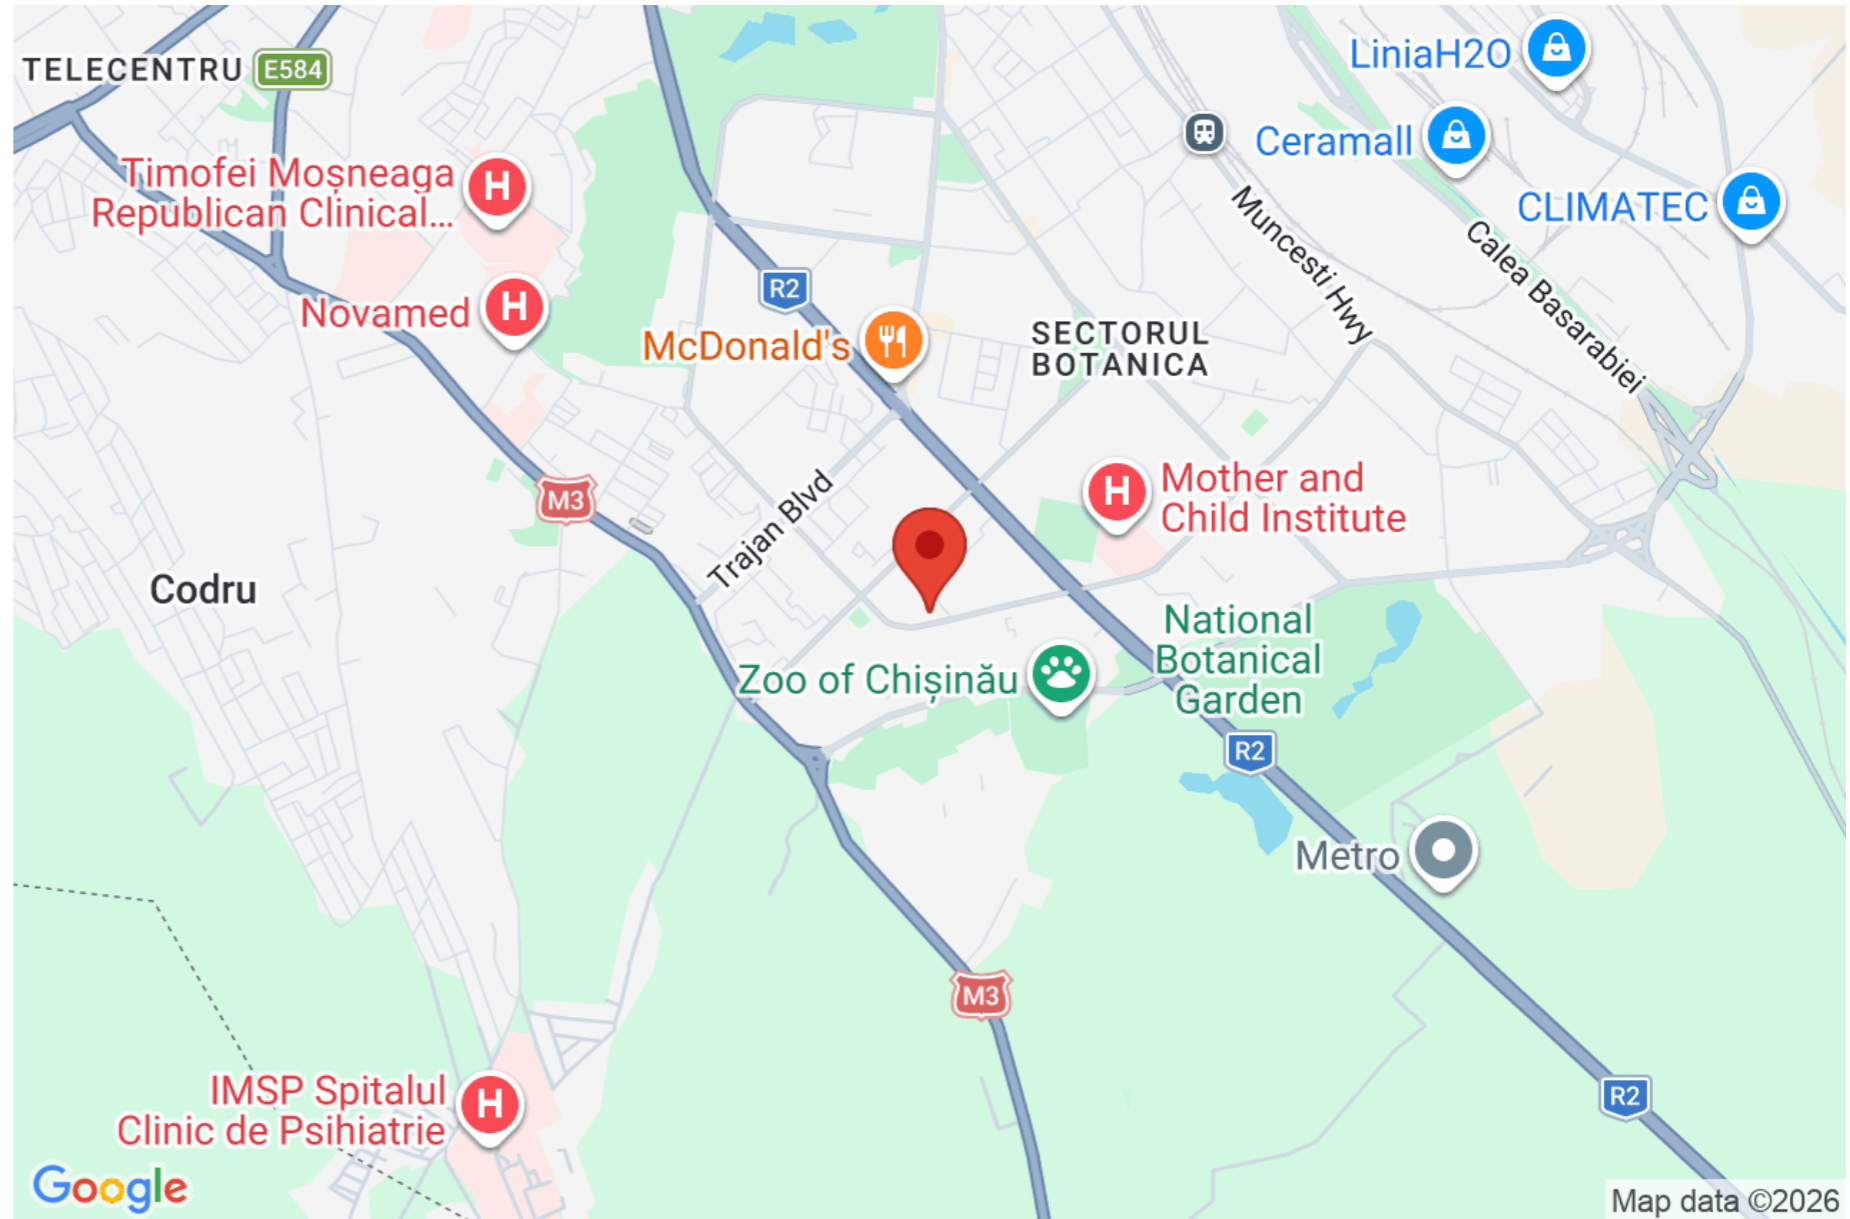 LiniaH2O
TELECENTRU
E584
Ceramall
Timofei Moșneaga
Republican Clinical...
CLIMATEC
Muncesti Hwy
Calea Basarabiei
R2
Novamed
McDonald's
SECTORUL
BOTANICA
Trajan Blvd
M3
Mother and
Child Institute
Codru
National
Botanical
Garden
Zoo of Chișinău
R2
Metro
M3
R2
IMSP Spitalul
Clinic de Psihiatrie
Google
Map data ©2026
H
H
H
H